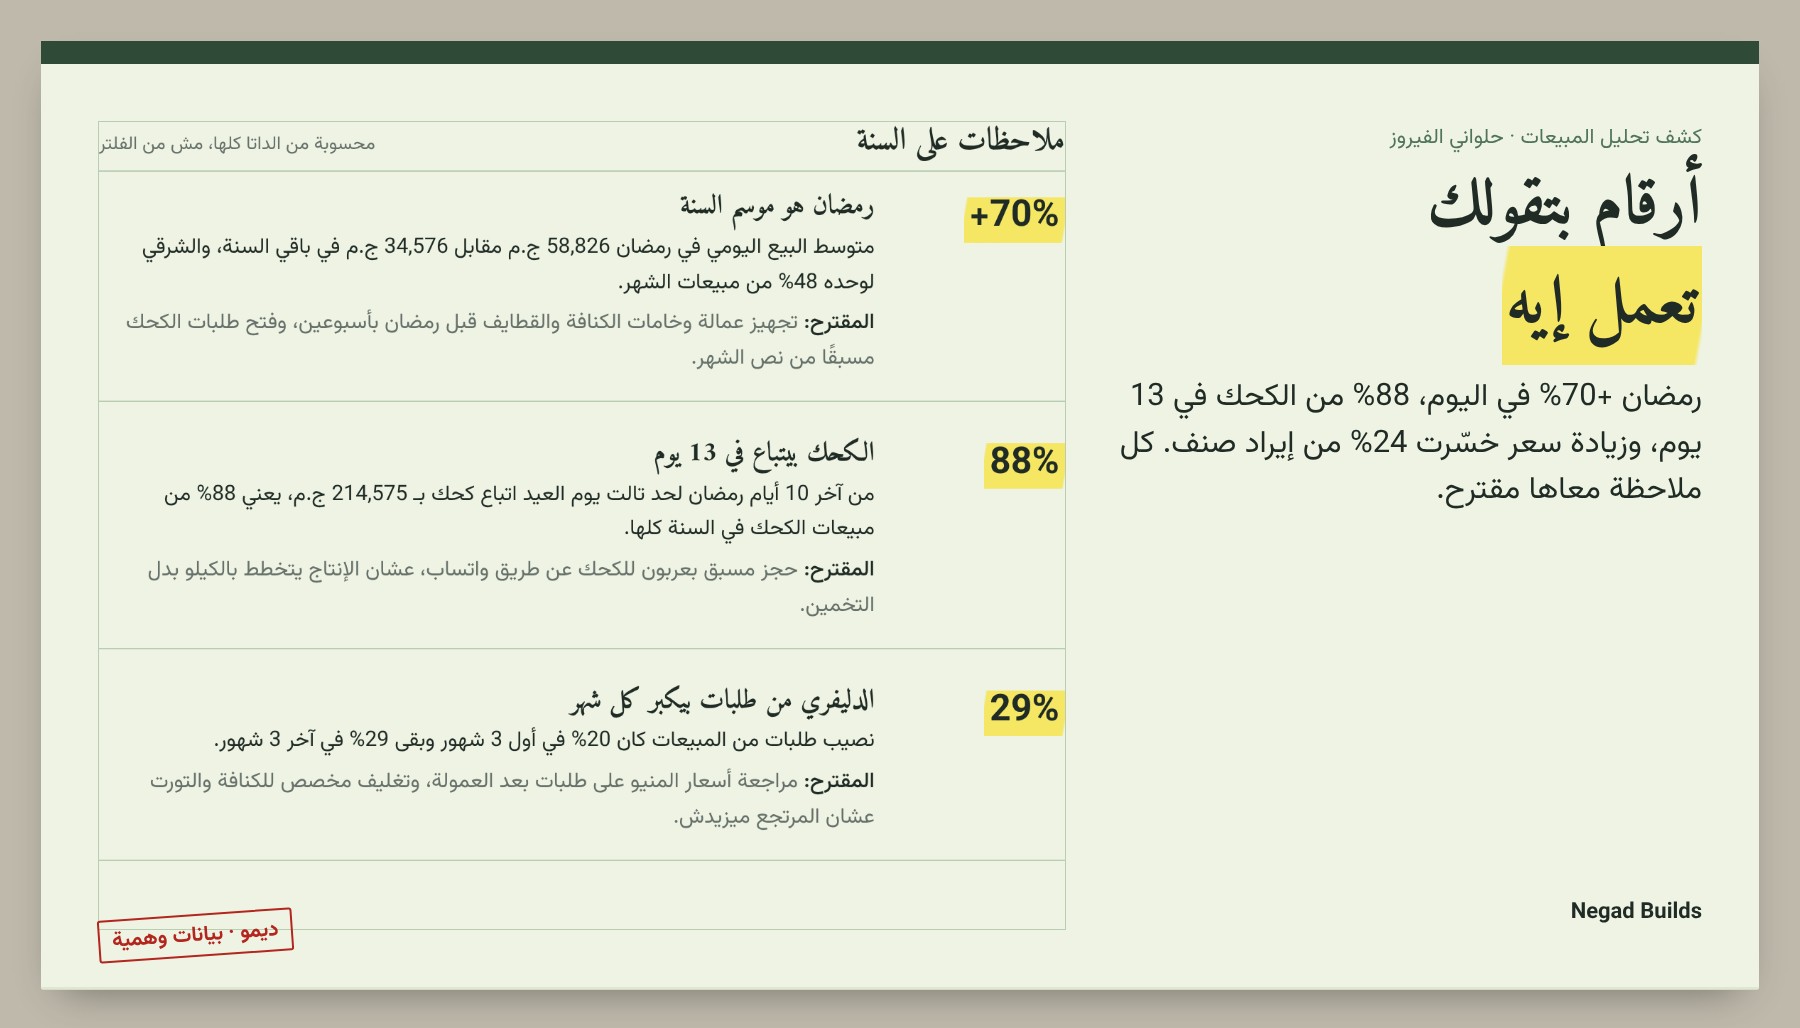 كشف تحليل المبيعات · حلواني الفيروز
أرقام بتقولك
تعمل إيه
رمضان +70% في اليوم، 88% من الكحك في 13
يوم، وزيادة سعر خسّرت 24% من إيراد صنف. كل
ملاحظة معاها مقترح.
Negad Builds
ملاحظات على السنة
محسوبة من الداتا كلها، مش من الفلتر
+70%
رمضان هو موسم السنة
متوسط البيع اليومي في رمضان 58,826 ج.م مقابل 34,576 ج.م في باقي السنة، والشرقي
لوحده 48% من مبيعات الشهر.
المقترح: تجهيز عمالة وخامات الكنافة والقطايف قبل رمضان بأسبوعين، وفتح طلبات الكحك
مسبقًا من نص الشهر.
88%
الكحك بيتباع في 13 يوم
من آخر 10 أيام رمضان لحد تالت يوم العيد اتباع كحك بـ 214,575 ج.م، يعني 88% من
مبيعات الكحك في السنة كلها.
المقترح: حجز مسبق بعربون للكحك عن طريق واتساب، عشان الإنتاج يتخطط بالكيلو بدل
التخمين.
29%
الدليفري من طلبات بيكبر كل شهر
نصيب طلبات من المبيعات كان 20% في أول 3 شهور وبقى 29% في آخر 3 شهور.
المقترح: مراجعة أسعار المنيو على طلبات بعد العمولة، وتغليف مخصص للكنافة والتورت
عشان المرتجع ميزيدش.
ديمو · بيانات وهمية